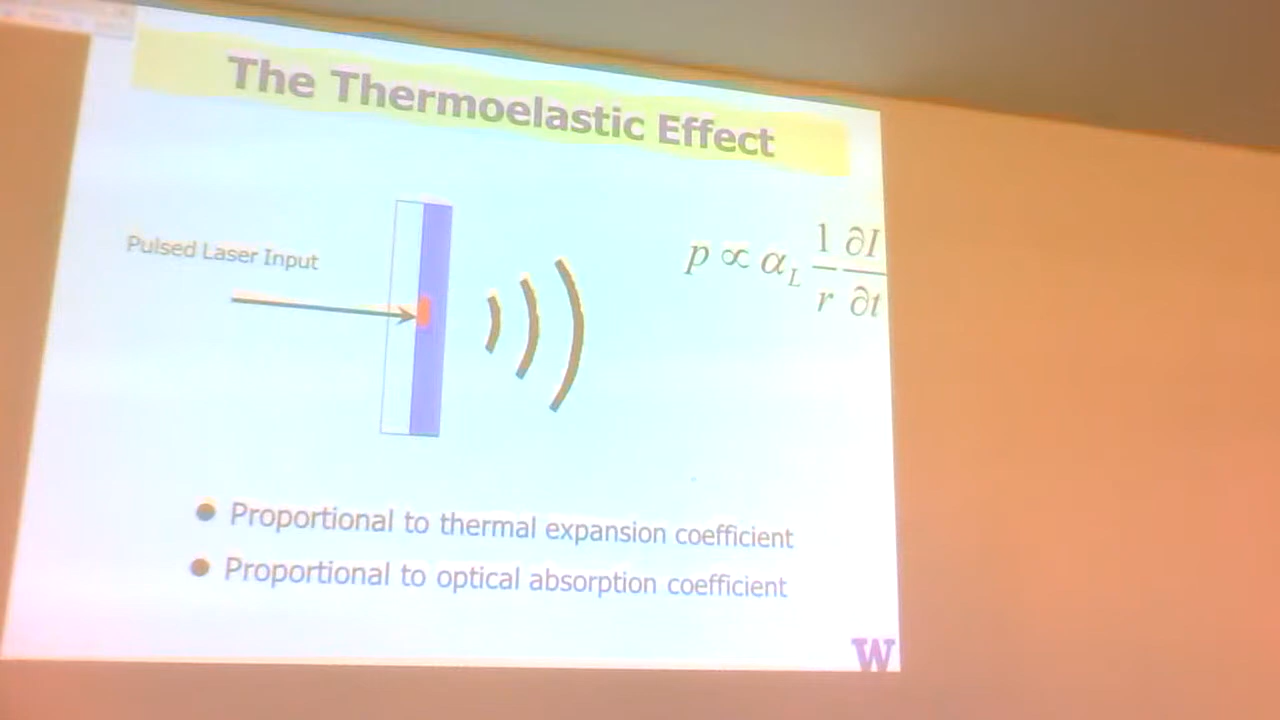 The Thermoelastic Effect
Pulsed Laser Input
p ∝ α_L 1/r ∂I/∂t
● Proportional to thermal expansion coefficient
● Proportional to optical absorption coefficient
W